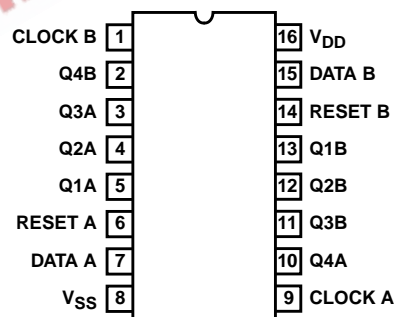 CLOCK B 1 16 VDD
Q4B 2 15 DATA B
Q3A 3 14 RESET B
Q2A 4 13 Q1B
Q1A 5 12 Q2B
RESET A 6 11 Q3B
DATA A 7 10 Q4A
VSS 8 9 CLOCK A